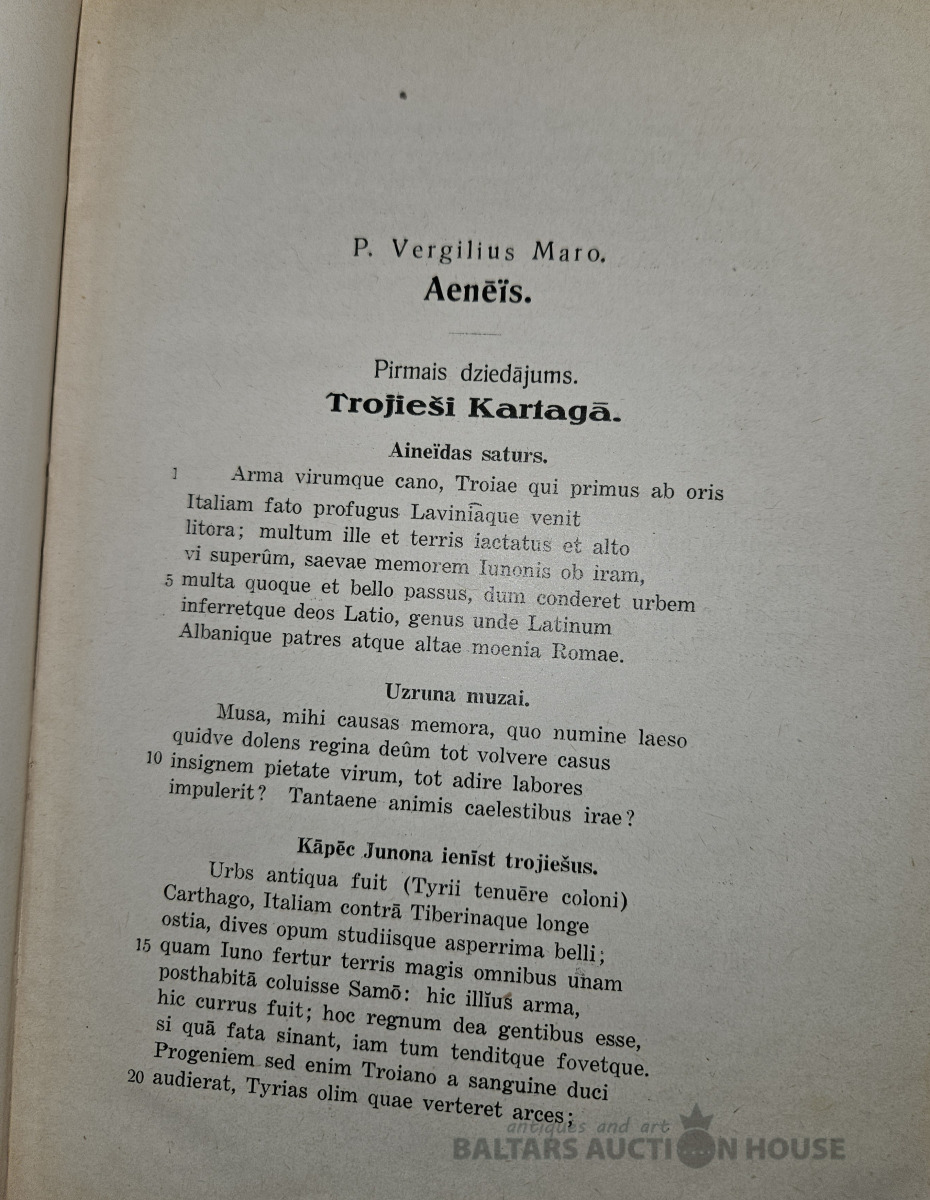 P. Vergilius Maro.
Aenēïs.
Pirmais dziedājums.
Trojieši Kartagā.
Aineïdas saturs.
1 Arma virumque cano, Troiae qui primus ab oris
Italiam fato profugus Laviniaque venit
litora; multum ille et terris iactatus et alto
vi superûm, saevae memorem Iunonis ob iram,
5 multa quoque et bello passus, dum conderet urbem
inferretque deos Latio, genus unde Latinum
Albanique patres atque altae moenia Romae.
Uzruna muzai.
Musa, mihi causas memora, quo numine laeso
quidve dolens regina deûm tot volvere casus
10 insignem pietate virum, tot adire labores
impulerit? Tantaene animis caelestibus irae?
Kāpēc Junona ienīst trojiešus.
Urbs antiqua fuit (Tyrii tenuēre coloni)
Carthago, Italiam contrā Tiberinaque longe
ostia, dives opum studiisque asperrima belli;
15 quam Iuno fertur terris magis omnibus unam
posthabitā coluisse Samō: hic illĭus arma,
hic currus fuit; hoc regnum dea gentibus esse,
si quā fata sinant, iam tum tenditque fovetque.
Progeniem sed enim Troiano a sanguine duci
20 audierat, Tyrias olim quae verteret arces;
antiques and art
BALTARS AUCTION HOUSE